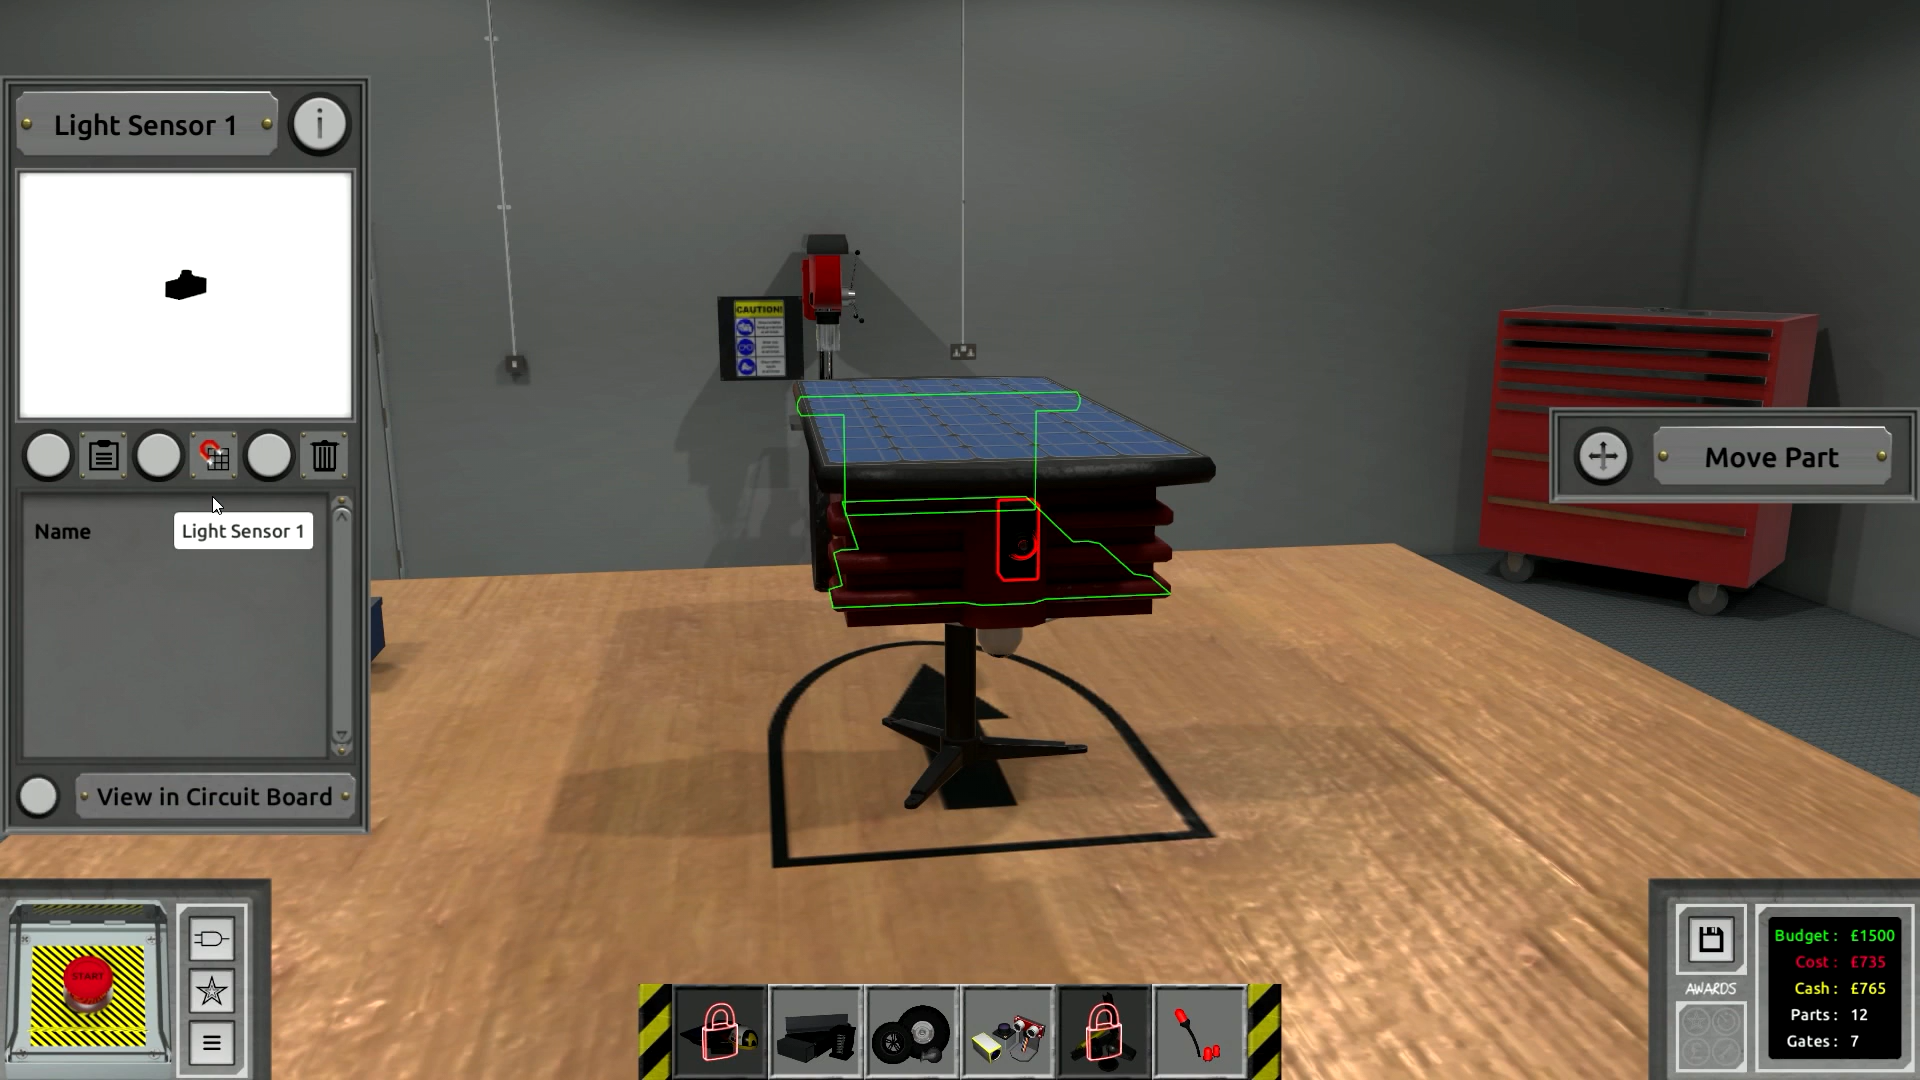 Light Sensor 1
i
CAUTION!
Move Part
Name
Light Sensor 1
View in Circuit Board
START
AWARDS
Budget : £1500
Cost : £735
Cash : £765
Parts : 12
Gates : 7